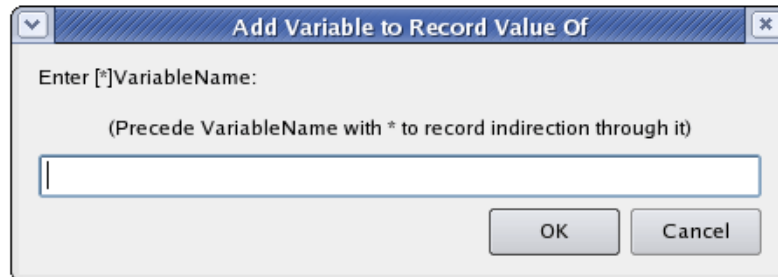 Add Variable to Record Value Of
Enter [*]VariableName:
(Precede VariableName with * to record indirection through it)
OK Cancel